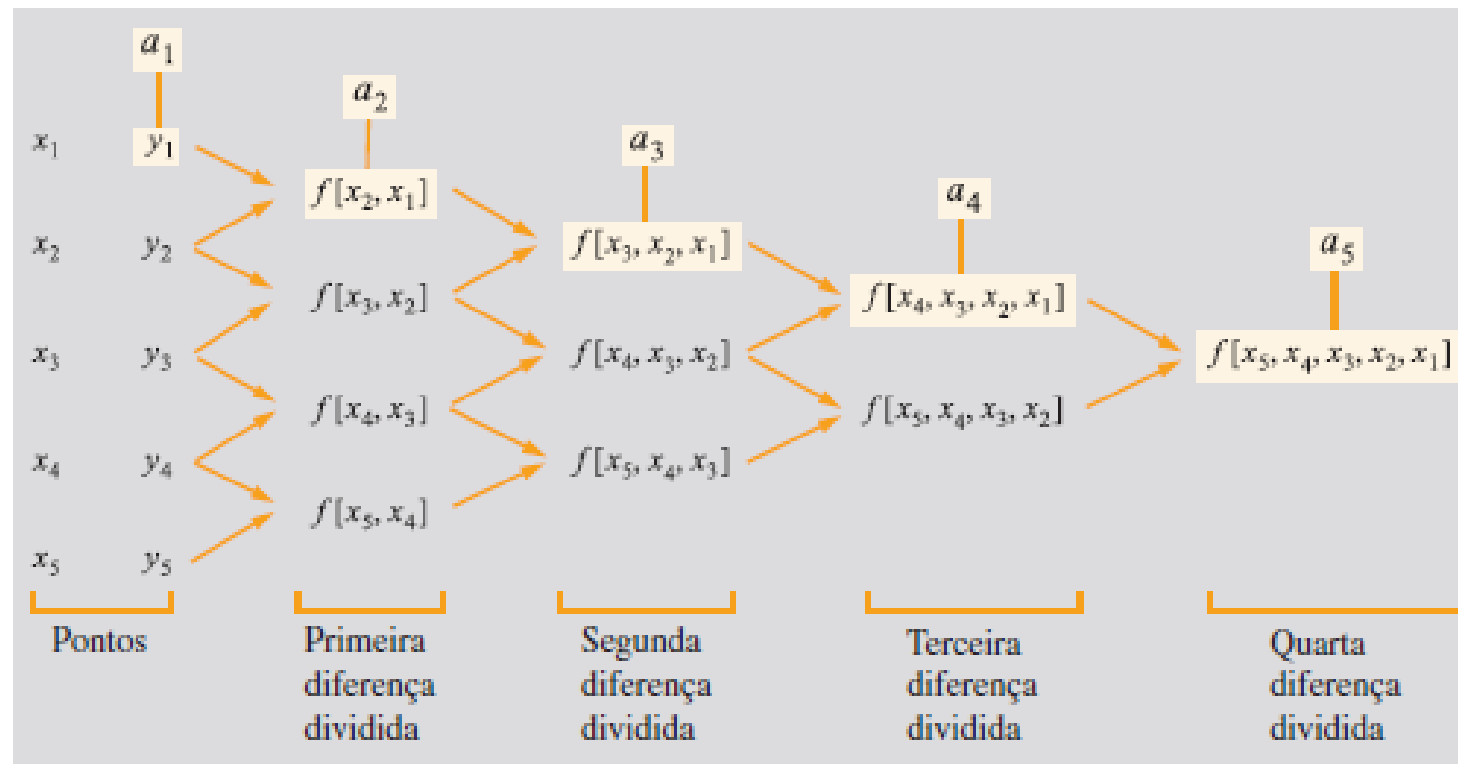 a₁
a₂
x₁ y₁ a₃
f[x₂, x₁] a₄
x₂ y₂ f[x₃, x₂, x₁] a₅
f[x₃, x₂] f[x₄, x₃, x₂, x₁]
x₃ y₃ f[x₄, x₃, x₂] f[x₅, x₄, x₃, x₂, x₁]
f[x₄, x₃] f[x₅, x₄, x₃, x₂]
x₄ y₄ f[x₅, x₄, x₃]
f[x₅, x₄]
x₅ y₅
Pontos Primeira Segunda Terceira Quarta
diferença diferença diferença diferença
dividida dividida dividida dividida